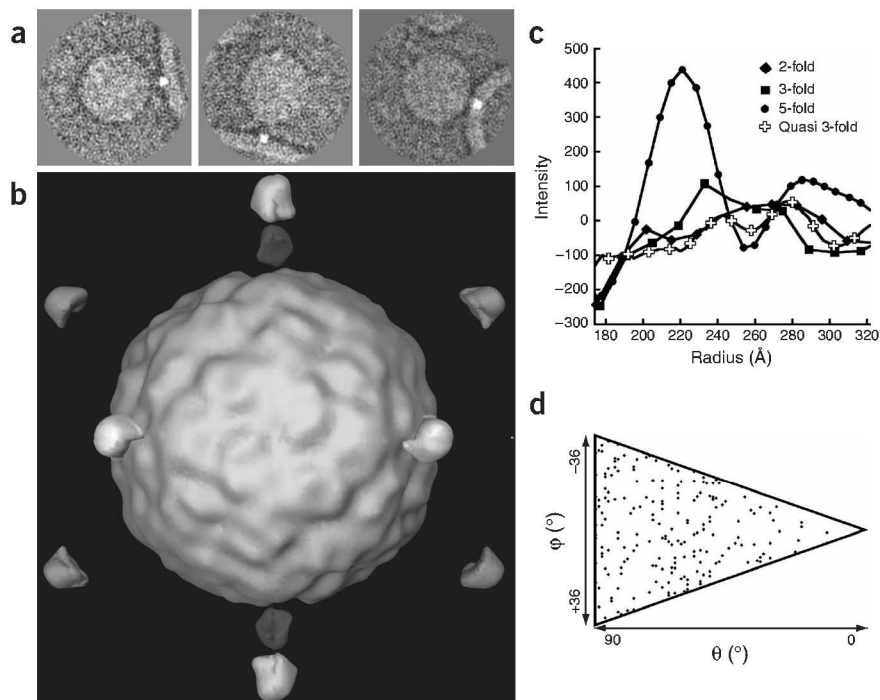 a
b
c
500
400
300
200
100
0
−100
−200
−300
Intensity
180 200 220 240 260 280 300 320
Radius (Å)
2-fold
3-fold
5-fold
Quasi 3-fold
d
−36
φ (°)
+36
90 0
θ (°)